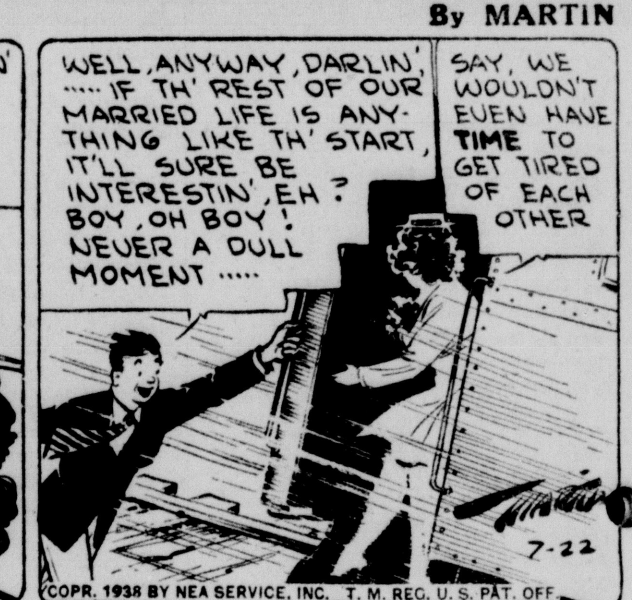 By MARTIN
WELL, ANYWAY, DARLIN',
..... IF TH' REST OF OUR
MARRIED LIFE IS ANY-
THING LIKE TH' START,
IT'LL SURE BE
INTERESTIN', EH?
BOY, OH BOY!
NEVER A DULL
MOMENT .....
SAY, WE
WOULDN'T
EVEN HAVE
TIME TO
GET TIRED
OF EACH
OTHER
Martin
7-22
COPR. 1938 BY NEA SERVICE, INC. T. M. REG. U. S. PAT. OFF.